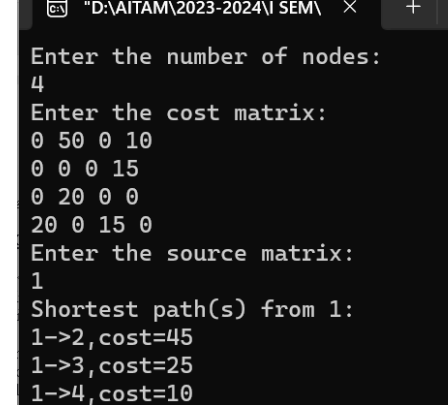 "D:\AITAM\2023-2024\I SEM\
Enter the number of nodes:
4
Enter the cost matrix:
0 50 0 10
0 0 0 15
0 20 0 0
20 0 15 0
Enter the source matrix:
1
Shortest path(s) from 1:
1->2,cost=45
1->3,cost=25
1->4,cost=10